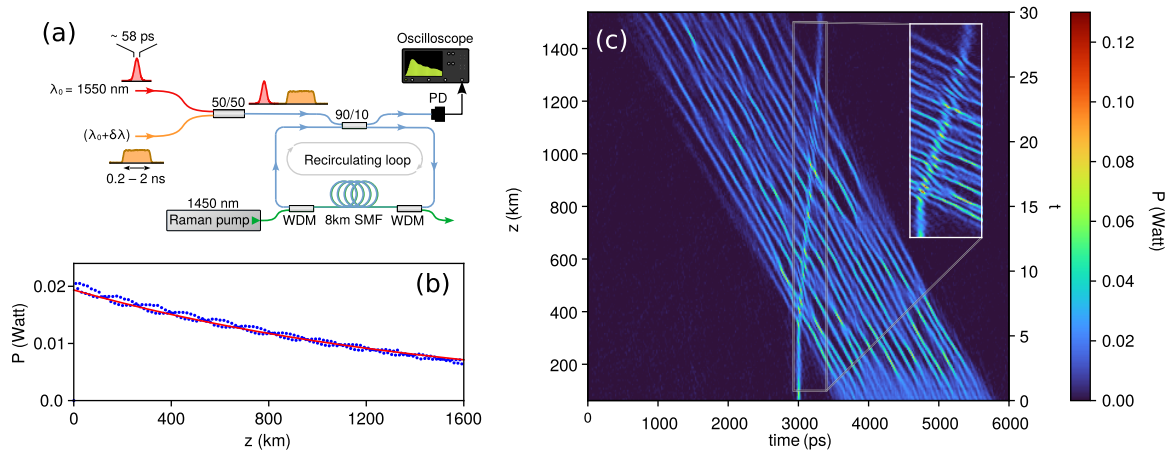 (a)
~ 58 ps
λ₀ = 1550 nm
(λ₀+δλ)
0.2 – 2 ns
50/50
90/10
Oscilloscope
PD
Recirculating loop
1450 nm
Raman pump
WDM
8km SMF
WDM
(b)
P (Watt)
0.02
0.01
0.0
0
400
800
1200
1600
z (km)
(c)
z (km)
1400
1200
1000
800
600
400
200
0
1000
2000
3000
4000
5000
6000
time (ps)
30
25
20
15
10
5
0
t
0.12
0.10
0.08
0.06
0.04
0.02
0.00
P (Watt)